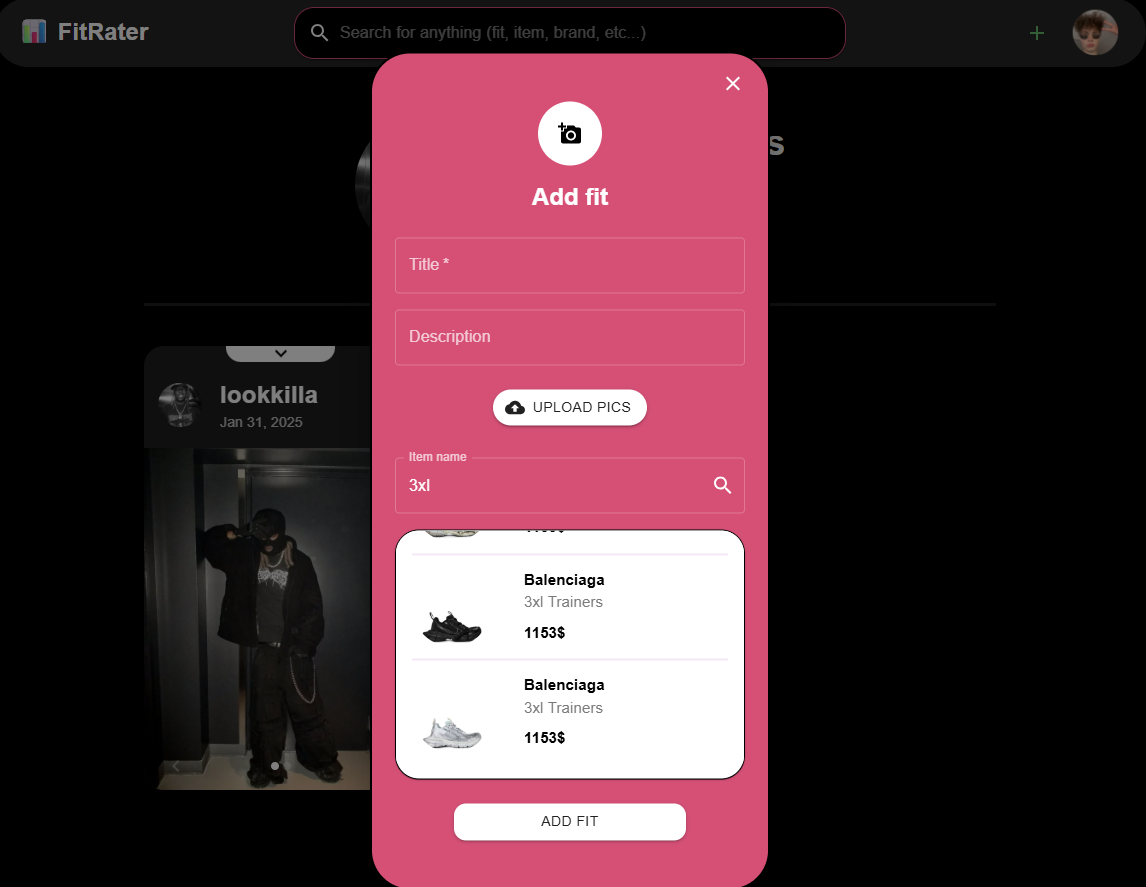 FitRater
Search for anything (fit, item, brand, etc...)
Add fit
Title *
Description
UPLOAD PICS
Item name
3xl
Balenciaga
3xl Trainers
1153$
Balenciaga
3xl Trainers
1153$
ADD FIT
lookkilla
Jan 31, 2025